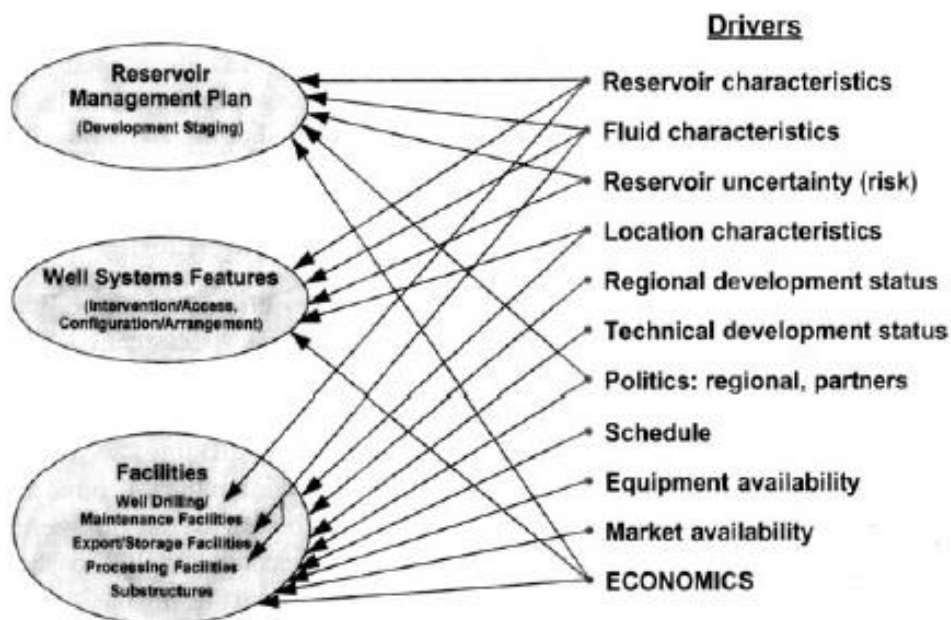 Drivers
Reservoir
Management Plan
(Development Staging)
Well Systems Features
(Intervention/Access,
Configuration/Arrangement)
Facilities
Well Drilling/
Maintenance Facilities
Export/Storage Facilities
Processing Facilities
Substructures
Reservoir characteristics
Fluid characteristics
Reservoir uncertainty (risk)
Location characteristics
Regional development status
Technical development status
Politics: regional, partners
Schedule
Equipment availability
Market availability
ECONOMICS